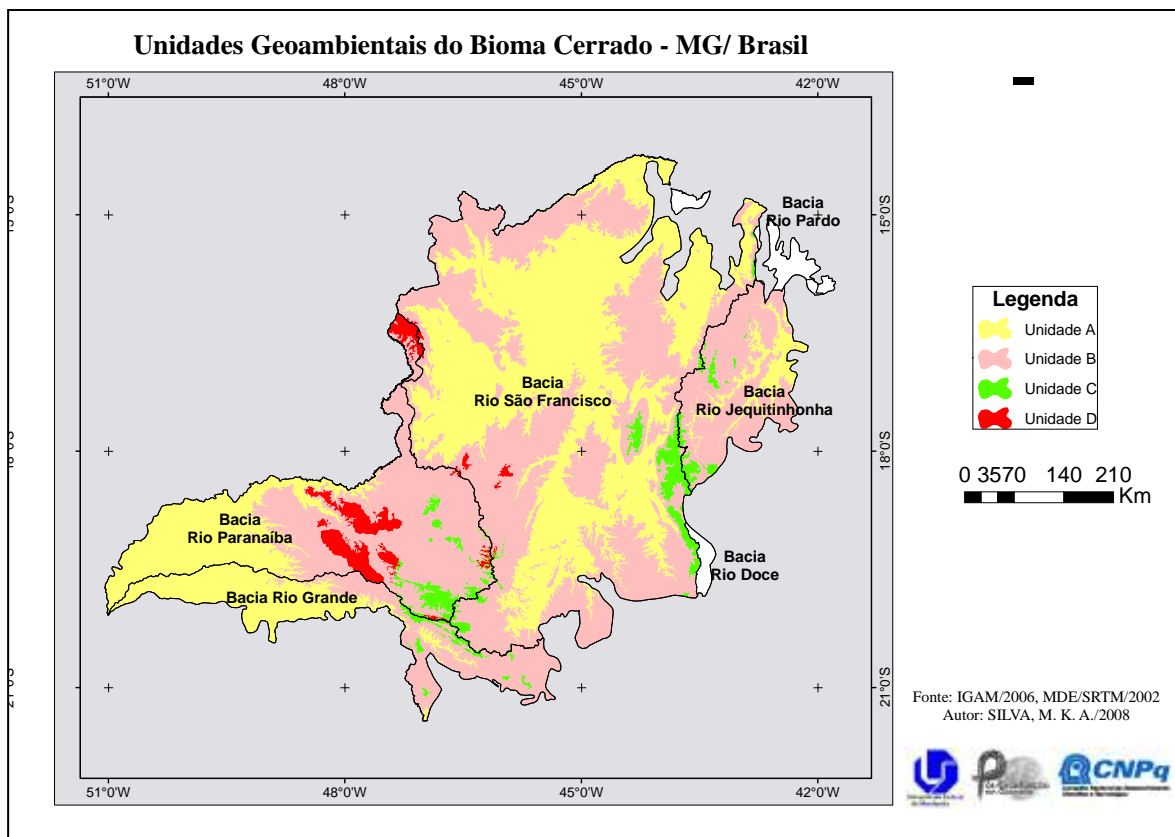 Unidades Geoambientais do Bioma Cerrado - MG/ Brasil
51°0'W 48°0'W 45°0'W 42°0'W
15°0'S
Bacia
Rio Pardo
Legenda
Unidade A
Unidade B
Unidade C
Unidade D
Bacia
Rio São Francisco
Bacia
Rio Jequitinhonha
18°0'S
0 3570 140 210
Km
Bacia
Rio Paranaíba
Bacia
Rio Doce
Bacia Rio Grande
21°0'S
Fonte: IGAM/2006, MDE/SRTM/2002
Autor: SILVA, M. K. A./2008
CNPq
51°0'W 48°0'W 45°0'W 42°0'W